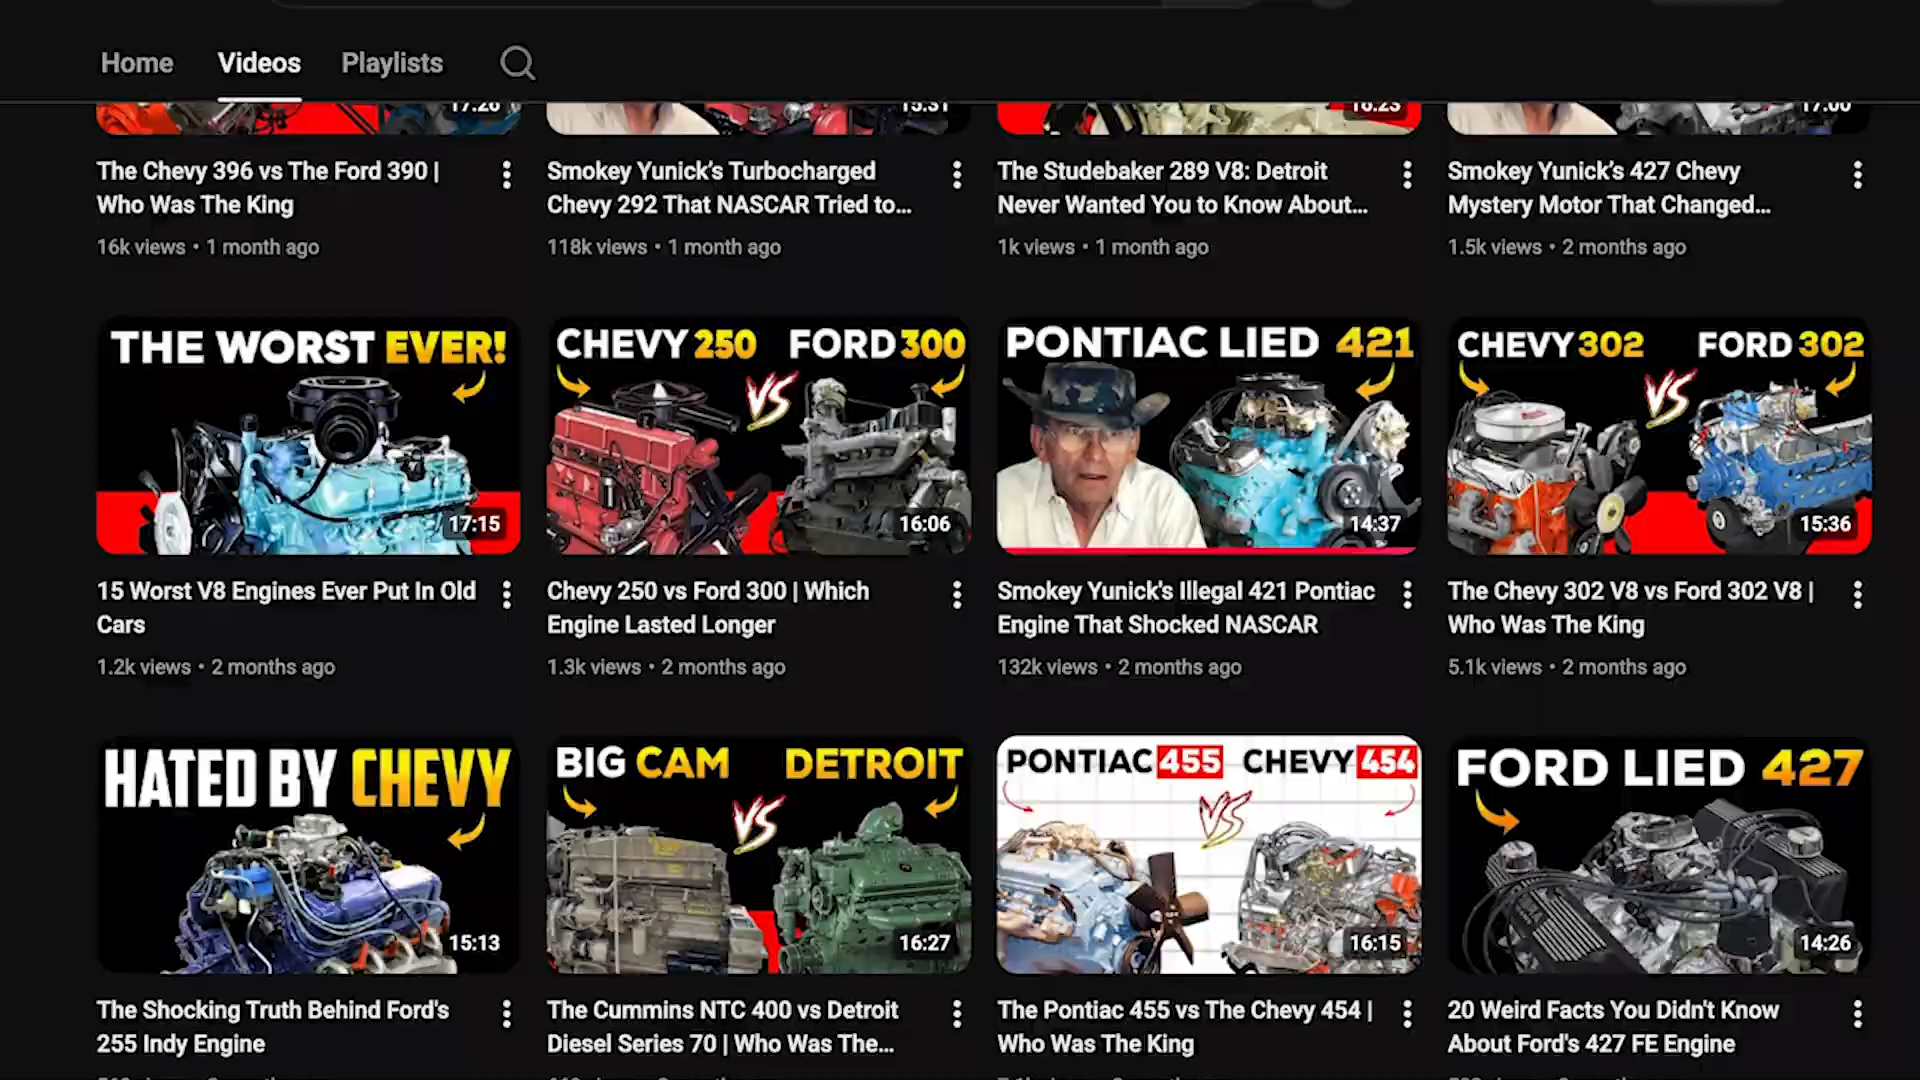 Home Videos Playlists
17:26 15:31 16:23 17:00
The Chevy 396 vs The Ford 390 |
Who Was The King
16k views • 1 month ago
Smokey Yunick’s Turbocharged
Chevy 292 That NASCAR Tried to...
118k views • 1 month ago
The Studebaker 289 V8: Detroit
Never Wanted You to Know About...
1k views • 1 month ago
Smokey Yunick’s 427 Chevy
Mystery Motor That Changed...
1.5k views • 2 months ago
THE WORST EVER!
17:15
15 Worst V8 Engines Ever Put In Old
Cars
1.2k views • 2 months ago
CHEVY 250 VS FORD 300
16:06
Chevy 250 vs Ford 300 | Which
Engine Lasted Longer
1.3k views • 2 months ago
PONTIAC LIED 421
14:37
Smokey Yunick's Illegal 421 Pontiac
Engine That Shocked NASCAR
132k views • 2 months ago
CHEVY 302 VS FORD 302
15:36
The Chevy 302 V8 vs Ford 302 V8 |
Who Was The King
5.1k views • 2 months ago
HATED BY CHEVY
15:13
The Shocking Truth Behind Ford's
255 Indy Engine
BIG CAM VS DETROIT
16:27
The Cummins NTC 400 vs Detroit
Diesel Series 70 | Who Was The...
PONTIAC 455 VS CHEVY 454
16:15
The Pontiac 455 vs The Chevy 454 |
Who Was The King
FORD LIED 427
14:26
20 Weird Facts You Didn't Know
About Ford's 427 FE Engine